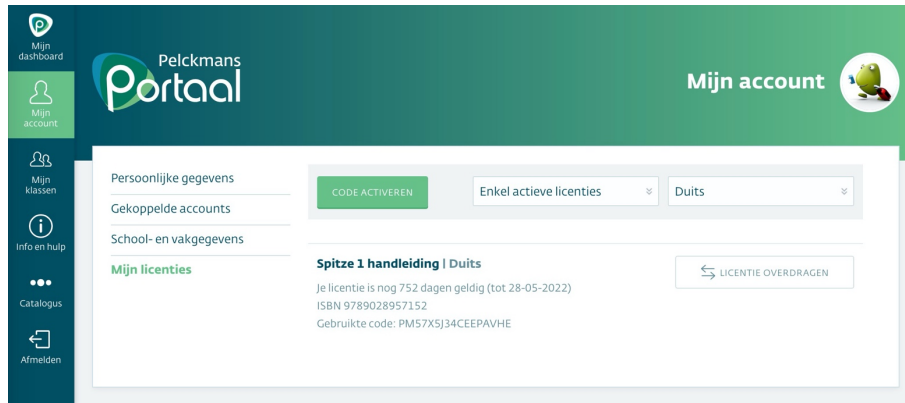 Mijn
dashboard
Mijn
account
Mijn
klassen
Info en hulp
Catalogus
Afmelden
Pelckmans
Portaal
Mijn account
Persoonlijke gegevens
Gekoppelde accounts
School- en vakgegevens
Mijn licenties
CODE ACTIVEREN
Enkel actieve licenties
Duits
Spitze 1 handleiding | Duits
Je licentie is nog 752 dagen geldig (tot 28-05-2022)
ISBN 9789028957152
Gebruikte code: PM57X5J34CEEPAVHE
LICENTIE OVERDRAGEN